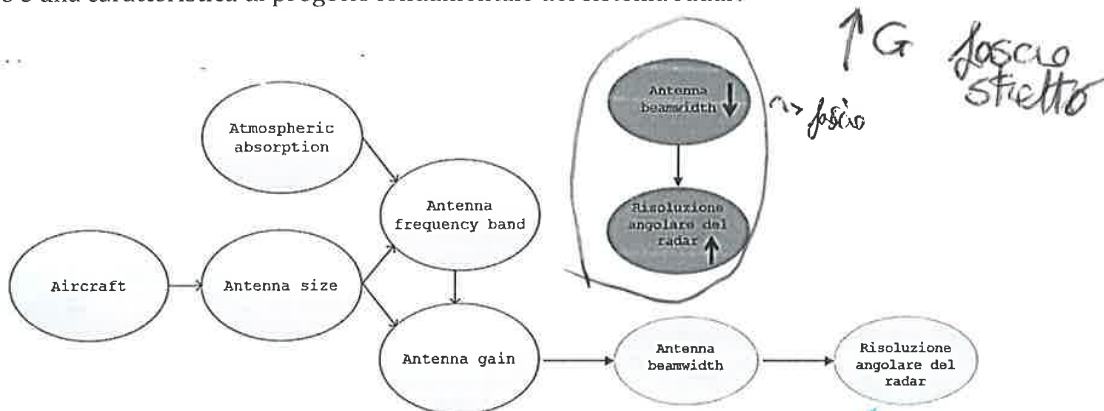 è una caratteristica di progetto fondamentale del sistema radar.
↑ G fascio
stretto
Antenna
beamwidth ↓
~> fascio
Atmospheric
absorption
Antenna
frequency band
Risoluzione
angolare del
radar ↑
Aircraft
Antenna size
Antenna gain
Antenna
beamwidth
Risoluzione
angolare del
radar